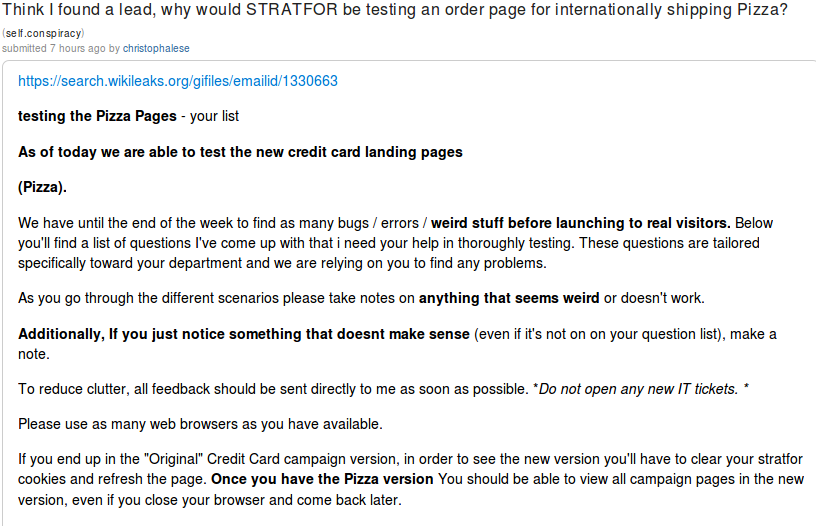 Think I found a lead, why would STRATFOR be testing an order page for internationally shipping Pizza?
(self.conspiracy)
submitted 7 hours ago by christophalese
https://search.wikileaks.org/gifiles/emailid/1330663
testing the Pizza Pages - your list
As of today we are able to test the new credit card landing pages
(Pizza).
We have until the end of the week to find as many bugs / errors / weird stuff before launching to real visitors. Below
you'll find a list of questions I've come up with that i need your help in thoroughly testing. These questions are tailored
specifically toward your department and we are relying on you to find any problems.
As you go through the different scenarios please take notes on anything that seems weird or doesn't work.
Additionally, If you just notice something that doesnt make sense (even if it's not on on your question list), make a
note.
To reduce clutter, all feedback should be sent directly to me as soon as possible. *Do not open any new IT tickets. *
Please use as many web browsers as you have available.
If you end up in the "Original" Credit Card campaign version, in order to see the new version you'll have to clear your stratfor
cookies and refresh the page. Once you have the Pizza version You should be able to view all campaign pages in the new
version, even if you close your browser and come back later.